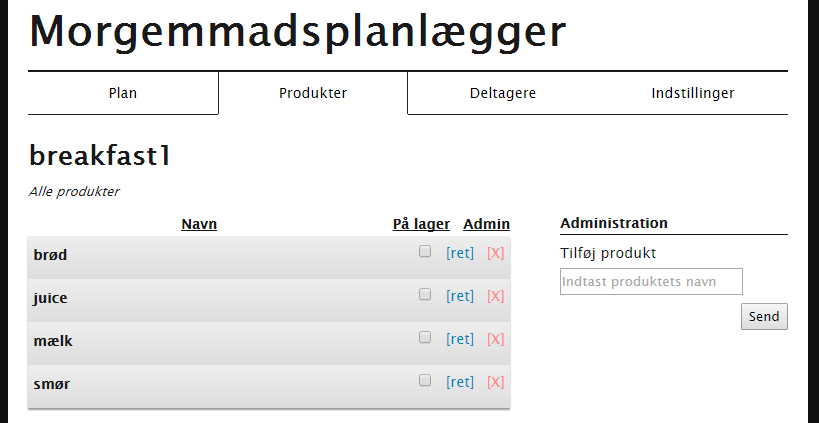 Morgemmadsplanlægger
Plan Produkter Deltagere Indstillinger
breakfast1
Alle produkter
Navn På lager Admin
brød [ret] [X]
juice [ret] [X]
mælk [ret] [X]
smør [ret] [X]
Administration
Tilføj produkt
Indtast produktets navn
Send